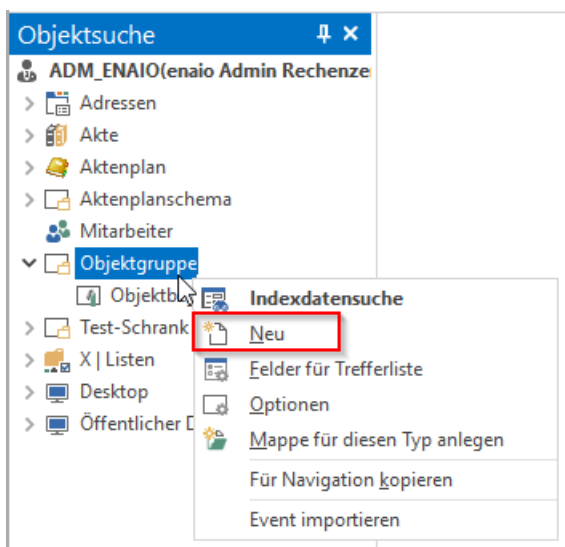 Objektsuche
ADM_ENAIO(enaio Admin Rechenze
Adressen
Akte
Aktenplan
Aktenplanschema
Mitarbeiter
Objektgruppe
Indexdatensuche
Neu
Test-Schrank
Felder für Trefferliste
X | Listen
Optionen
Desktop
Mappe für diesen Typ anlegen
Öffentlicher
Für Navigation kopieren
Event importieren